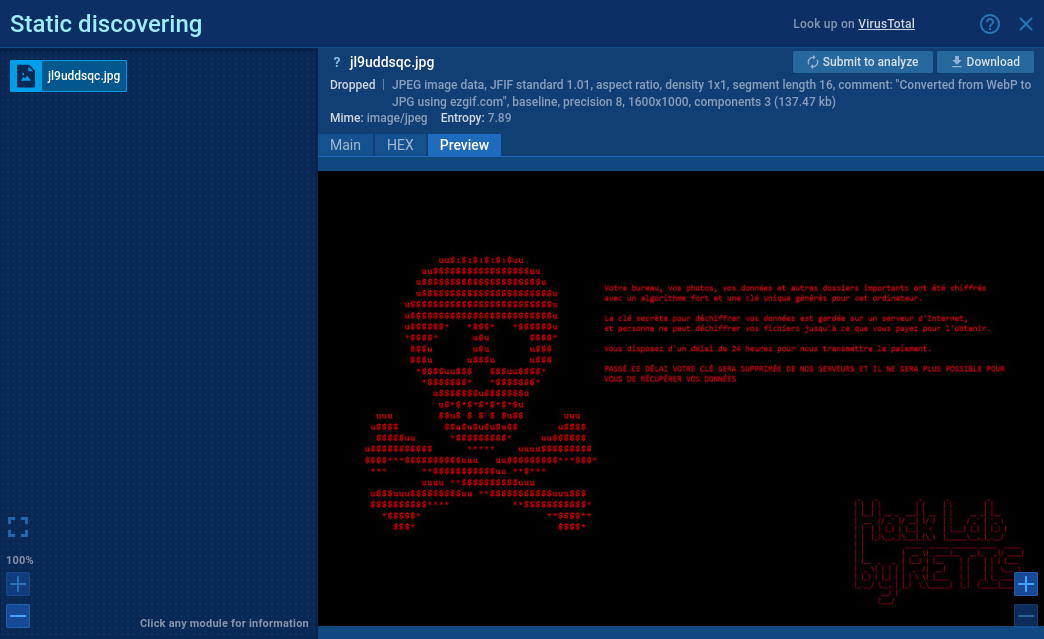 Static discovering
Look up on VirusTotal
jl9uddsqc.jpg
? jl9uddsqc.jpg
Submit to analyze
Download
Dropped | JPEG image data, JFIF standard 1.01, aspect ratio, density 1x1, segment length 16, comment: "Converted from WebP to
JPG using ezgif.com", baseline, precision 8, 1600x1000, components 3 (137.47 kb)
Mime: image/jpeg Entropy: 7.89
Main HEX Preview
Votre bureau, vos photos, vos données et autres dossiers importants ont été chiffrés
avec un algorithme fort et une clé unique générés pour cet ordinateur.
La clé secrète pour déchiffrer vos données est gardée sur un serveur d'Internet,
et personne ne peut déchiffrer vos fichiers jusqu'à ce que vous payez pour l'obtenir.
Vous disposez d'un délai de 24 heures pour nous transmettre le paiement.
PASSÉ CE DÉLAI VOTRE CLÉ SERA SUPPRIMÉE DE NOS SERVEURS ET IL NE SERA PLUS POSSIBLE POUR
VOUS DE RÉCUPÉRER VOS DONNÉES
100%
Click any module for information